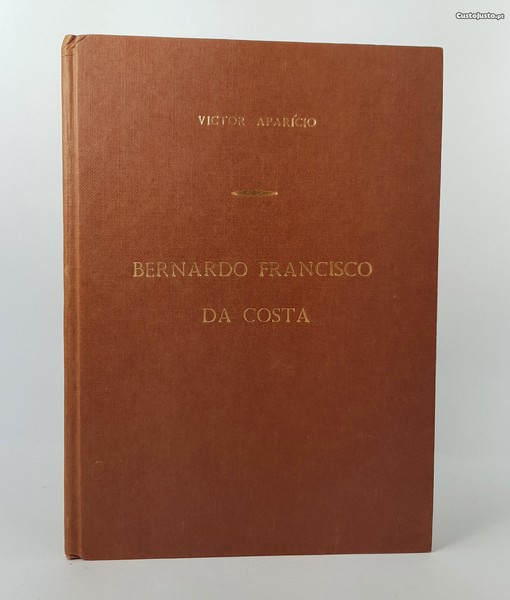 CustoJusto.pt
VICTOR APARÍCIO
BERNARDO FRANCISCO
DA COSTA